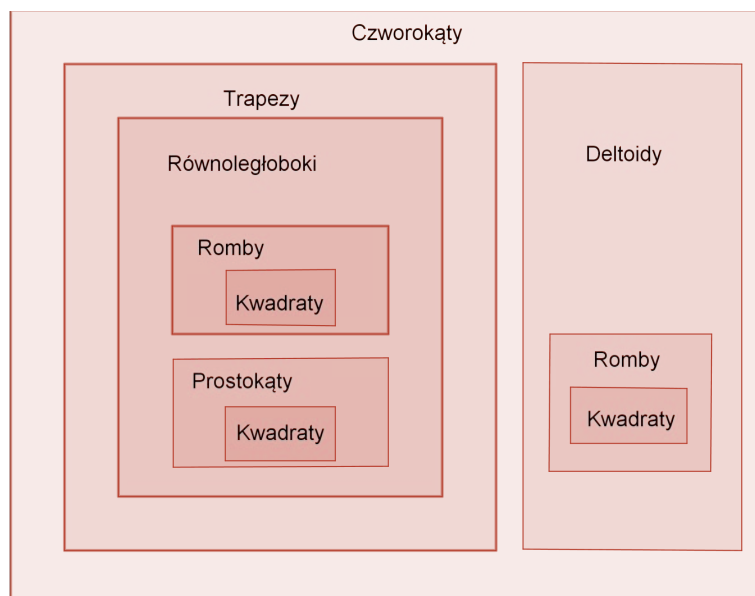 Czworokąty
Trapezy
Równoległoboki
Romby
Kwadraty
Prostokąty
Kwadraty
Deltoidy
Romby
Kwadraty